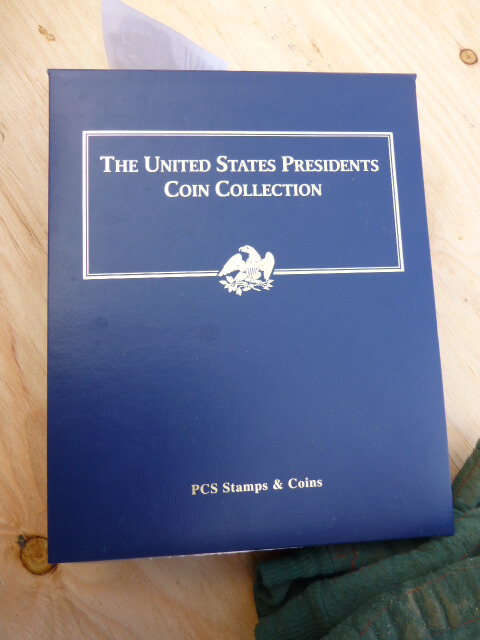 THE UNITED STATES PRESIDENTS
COIN COLLECTION
PCS Stamps & Coins